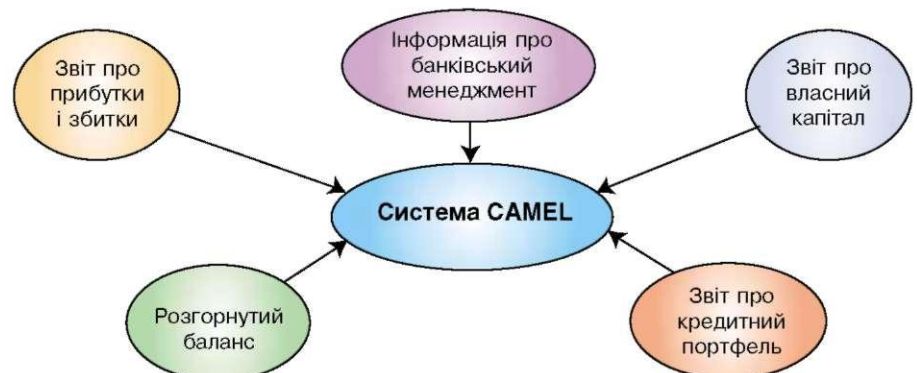 Звіт про
прибутки
і збитки
Інформація про
банківський
менеджмент
Звіт про
власний
капітал
Система CAMEL
Розгорнутий
баланс
Звіт про
кредитний
портфель